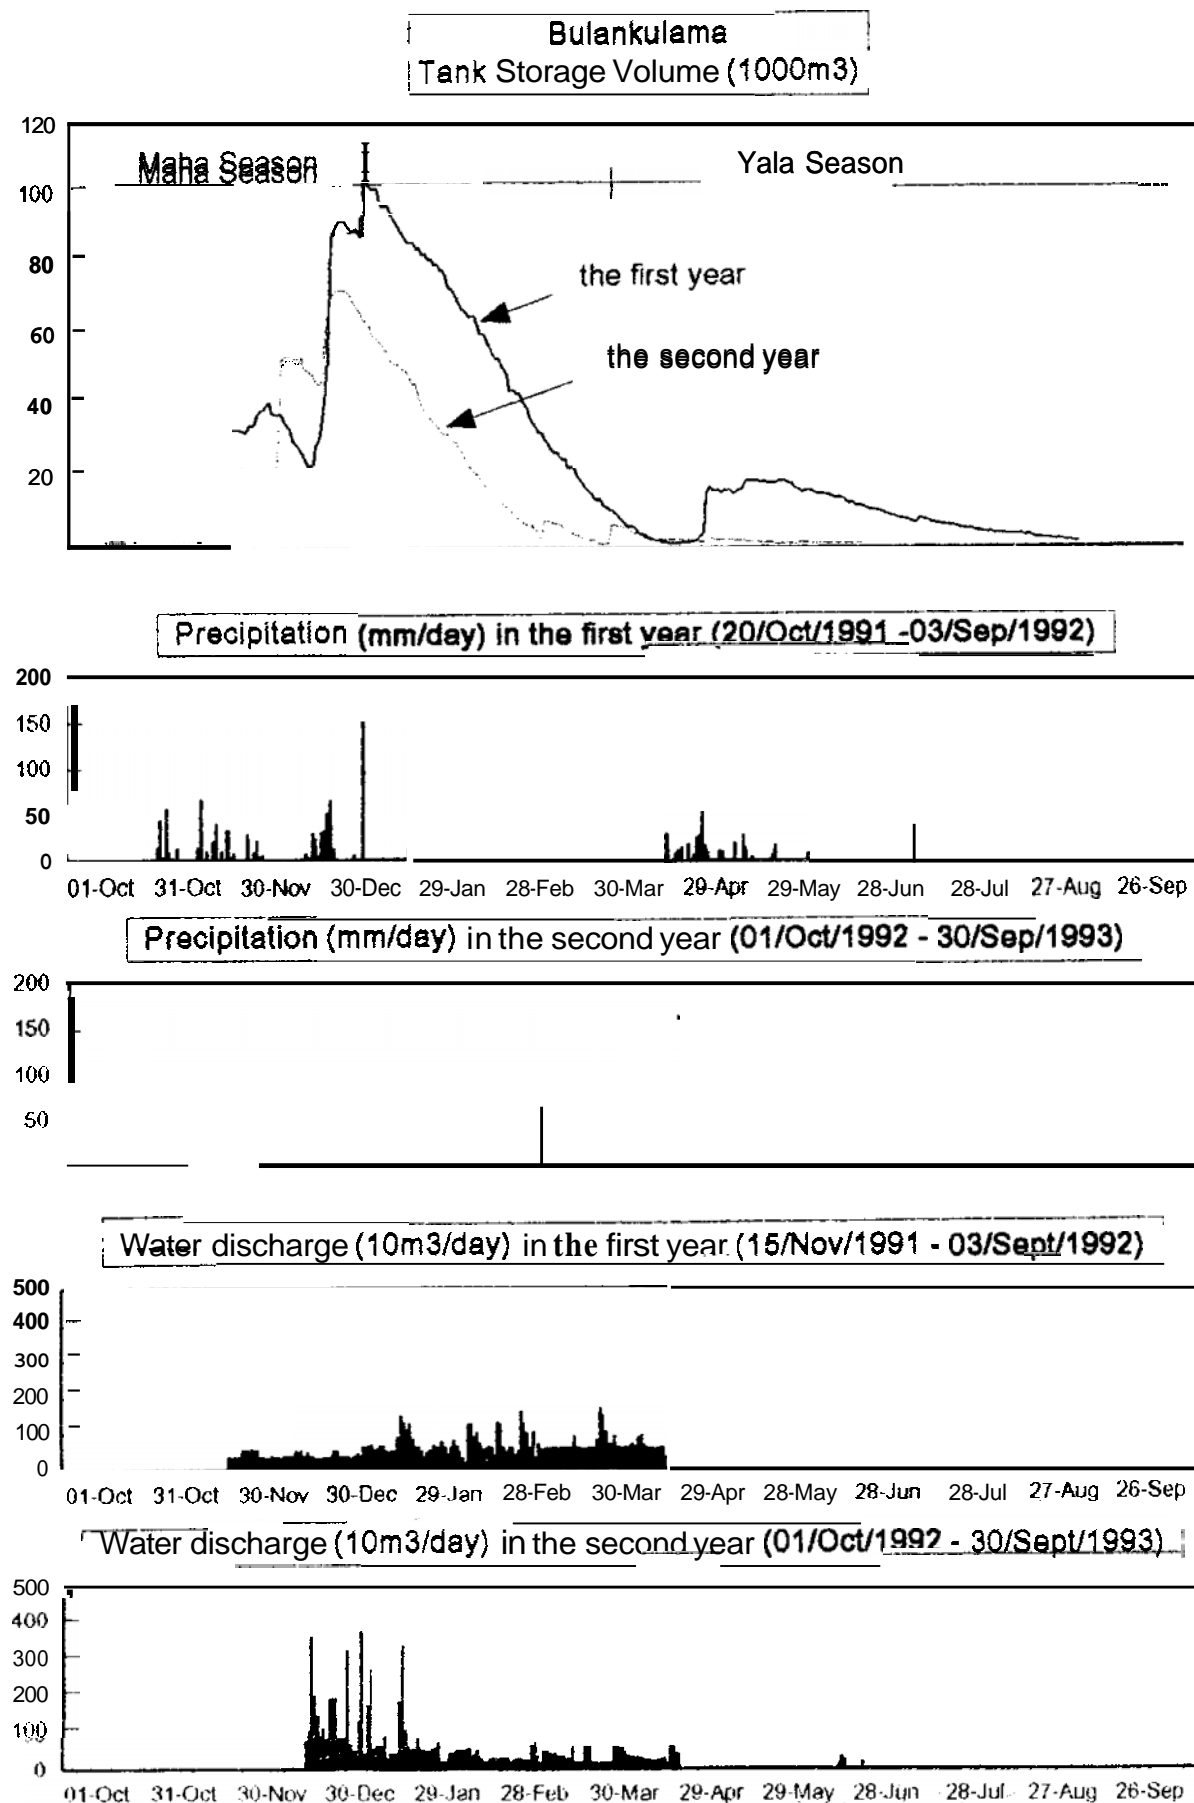 Bulankulama
Tank Storage Volume (1000m3)
120
Maha Season
Maha Season
Yala Season
100
80
the first year
60
the second year
40
20
Precipitation (mm/day) in the first year (20/Oct/1991 -03/Sep/1992)
200
150
100
50
0
01-Oct 31-Oct 30-Nov 30-Dec 29-Jan 28-Feb 30-Mar 29-Apr 29-May 28-Jun 28-Jul 27-Aug 26-Sep
Precipitation (mm/day) in the second year (01/Oct/1992 - 30/Sep/1993)
200
150
100
50
Water discharge (10m3/day) in the first year (15/Nov/1991 - 03/Sept/1992)
500
400
300
200
100
0
01-Oct 31-Oct 30-Nov 30-Dec 29-Jan 28-Feb 30-Mar 29-Apr 28-May 28-Jun 28-Jul 27-Aug 26-Sep
Water discharge (10m3/day) in the second year (01/Oct/1992 - 30/Sept/1993)
500
400
300
200
100
0
01-Oct 31-Oct 30-Nov 30-Dec 29-Jan 28-Feb 30-Mar 29-Apr 29-May 28-Jun 28-Jul 27-Aug 26-Sep